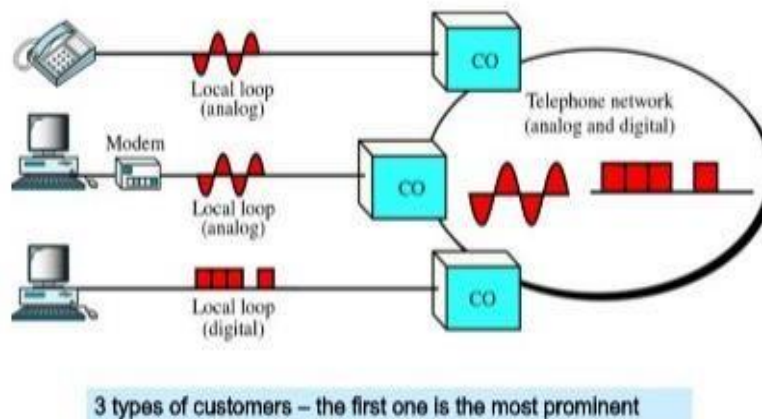 CO
Local loop
(analog)
Telephone network
(analog and digital)
Modem
CO
Local loop
(analog)
CO
Local loop
(digital)
3 types of customers – the first one is the most prominent